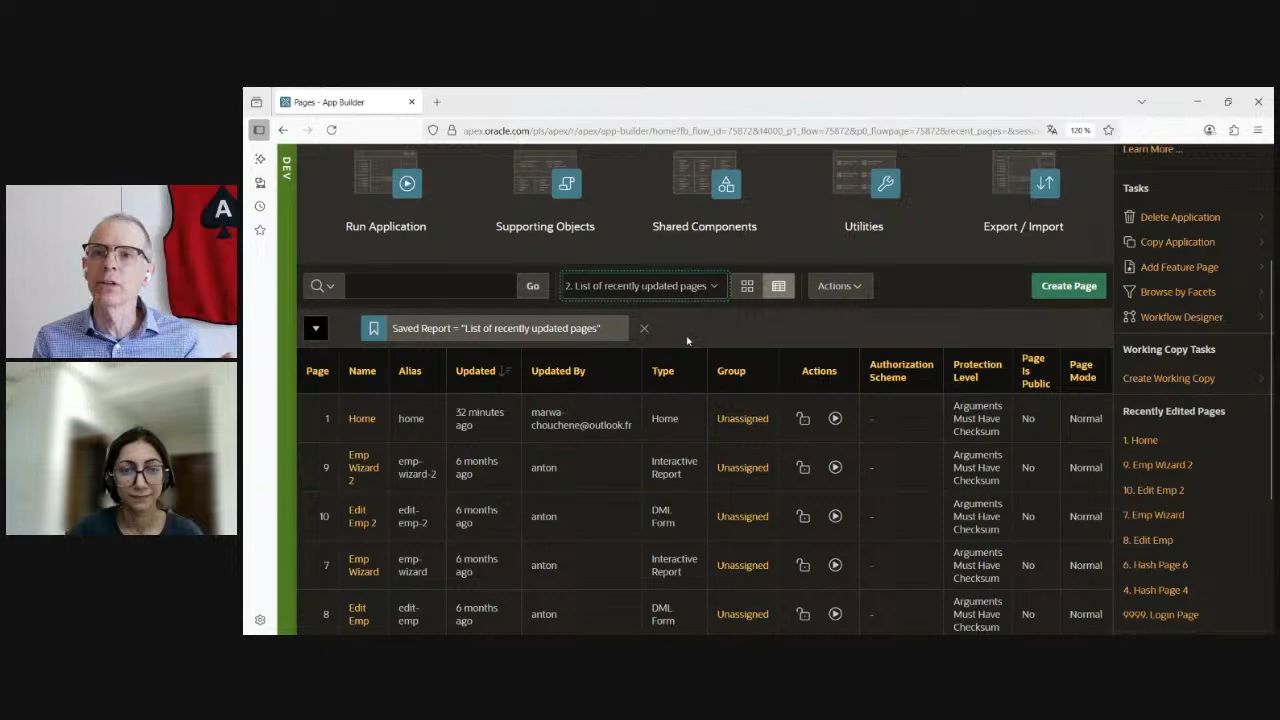 A
Pages - App Builder
apex.oracle.com/pls/apex/r/apex/app-builder/home?fb_flow_id=75872&f4000_p1_flow=75872&p0_flowpage=75872&recent_pages=&sess
120 %
DEV
Run Application
Supporting Objects
Shared Components
Utilities
Export / Import
Go
2. List of recently updated pages
Actions
Create Page
Saved Report = "List of recently updated pages"
Page
Name
Alias
Updated
Updated By
Type
Group
Actions
Authorization
Scheme
Protection
Level
Page
Is
Public
Page
Mode
1
Home
home
32 minutes
ago
marwa-
chouchene@outlook.fr
Home
Unassigned
-
Arguments
Must Have
Checksum
No
Normal
9
Emp
Wizard
2
emp-
wizard-2
6 months
ago
anton
Interactive
Report
Unassigned
-
Arguments
Must Have
Checksum
No
Normal
10
Edit
Emp 2
edit-
emp-2
6 months
ago
anton
DML
Form
Unassigned
-
Arguments
Must Have
Checksum
No
Normal
7
Emp
Wizard
emp-
wizard
6 months
ago
anton
Interactive
Report
Unassigned
-
Arguments
Must Have
Checksum
No
Normal
8
Edit
Emp
edit-
emp
6 months
ago
anton
DML
Form
Unassigned
-
Arguments
Must Have
Checksum
No
Normal
Learn More ...
Tasks
Delete Application
Copy Application
Add Feature Page
Browse by Facets
Workflow Designer
Working Copy Tasks
Create Working Copy
Recently Edited Pages
1. Home
9. Emp Wizard 2
10. Edit Emp 2
7. Emp Wizard
8. Edit Emp
6. Hash Page 6
4. Hash Page 4
9999. Login Page